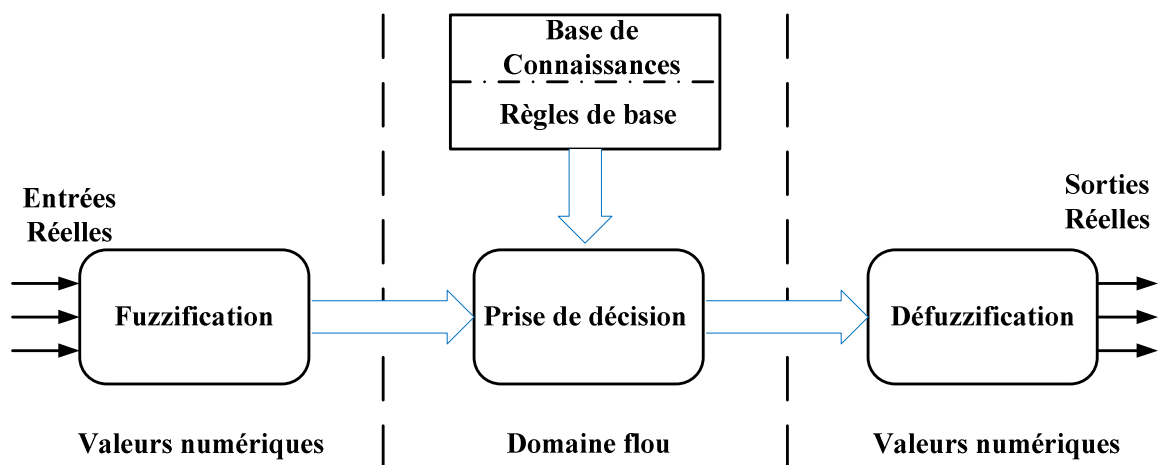 Base de
Connaissances
Règles de base
Entrées
Réelles
Sorties
Réelles
Fuzzification
Prise de décision
Défuzzification
Valeurs numériques
Domaine flou
Valeurs numériques